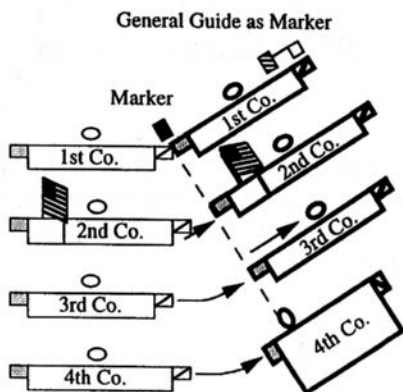 General Guide as Marker
Marker
1st Co.
1st Co.
2nd Co.
2nd Co.
3rd Co.
3rd Co.
4th Co.
4th Co.